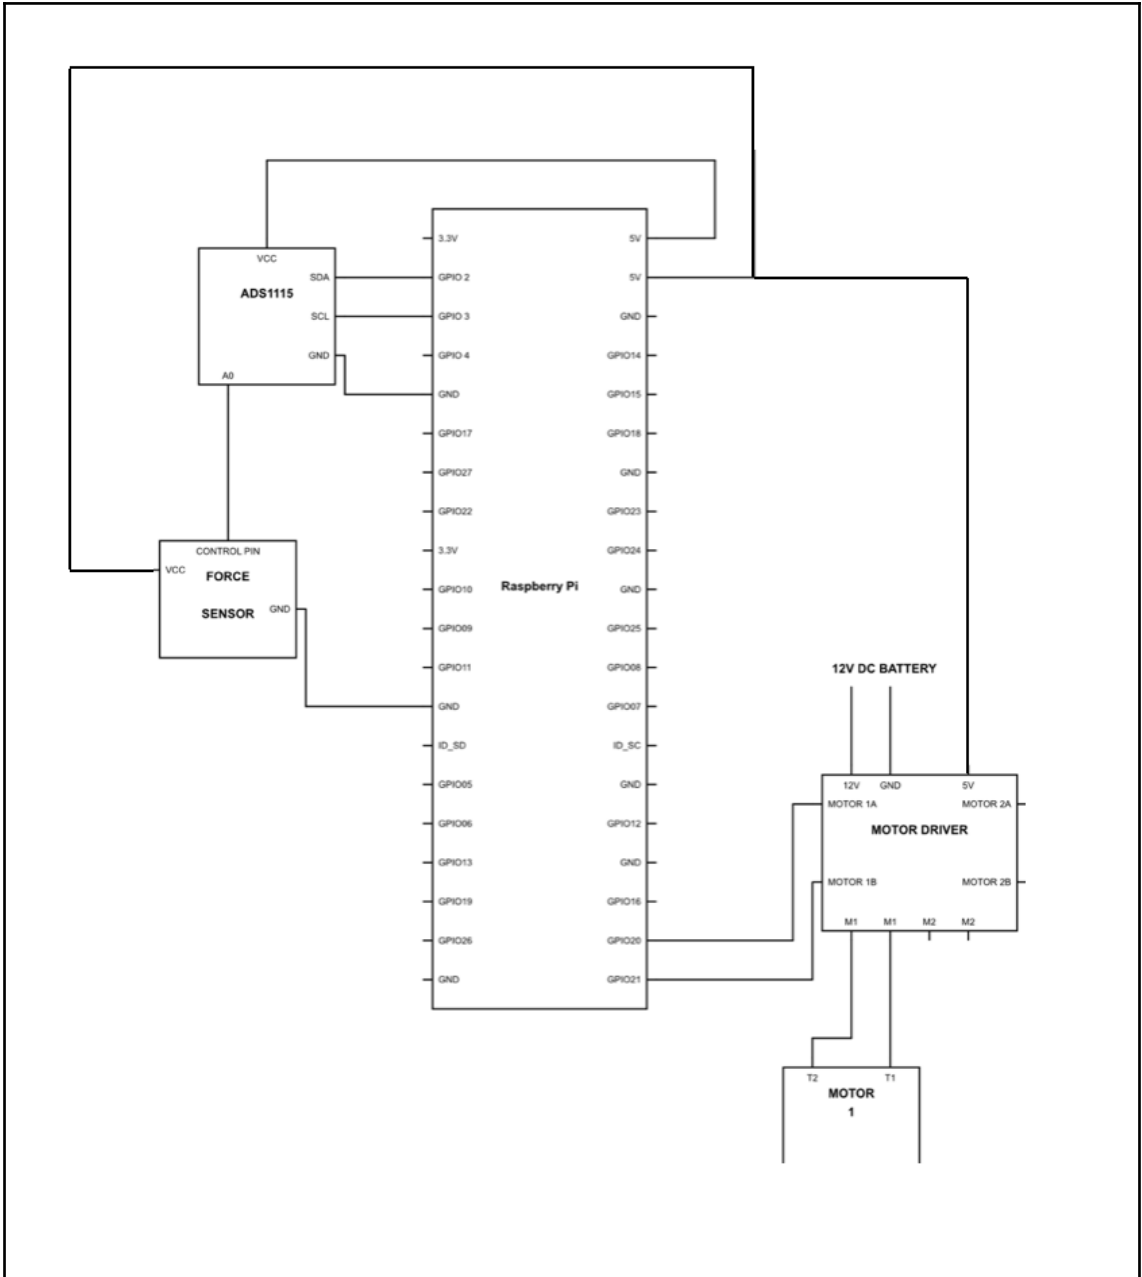 3.3V
5V
VCC
SDA
GPIO 2
5V
ADS1115
SCL
GPIO 3
GND
GND
GPIO 4
GPIO14
A0
GND
GPIO15
GPIO17
GPIO18
GPIO27
GND
GPIO22
GPIO23
CONTROL PIN
3.3V
GPIO24
VCC
FORCE
SENSOR
GND
Raspberry Pi
GPIO10
GND
GPIO09
GPIO25
GPIO11
GPIO08
12V DC BATTERY
GND
GPIO07
ID_SD
ID_SC
GPIO05
GND
12V
GND
5V
MOTOR 1A
MOTOR 2A
GPIO06
GPIO12
MOTOR DRIVER
GPIO13
GND
MOTOR 1B
MOTOR 2B
GPIO19
GPIO16
M1
M1
M2
M2
GPIO26
GPIO20
GND
GPIO21
T2
T1
MOTOR
1